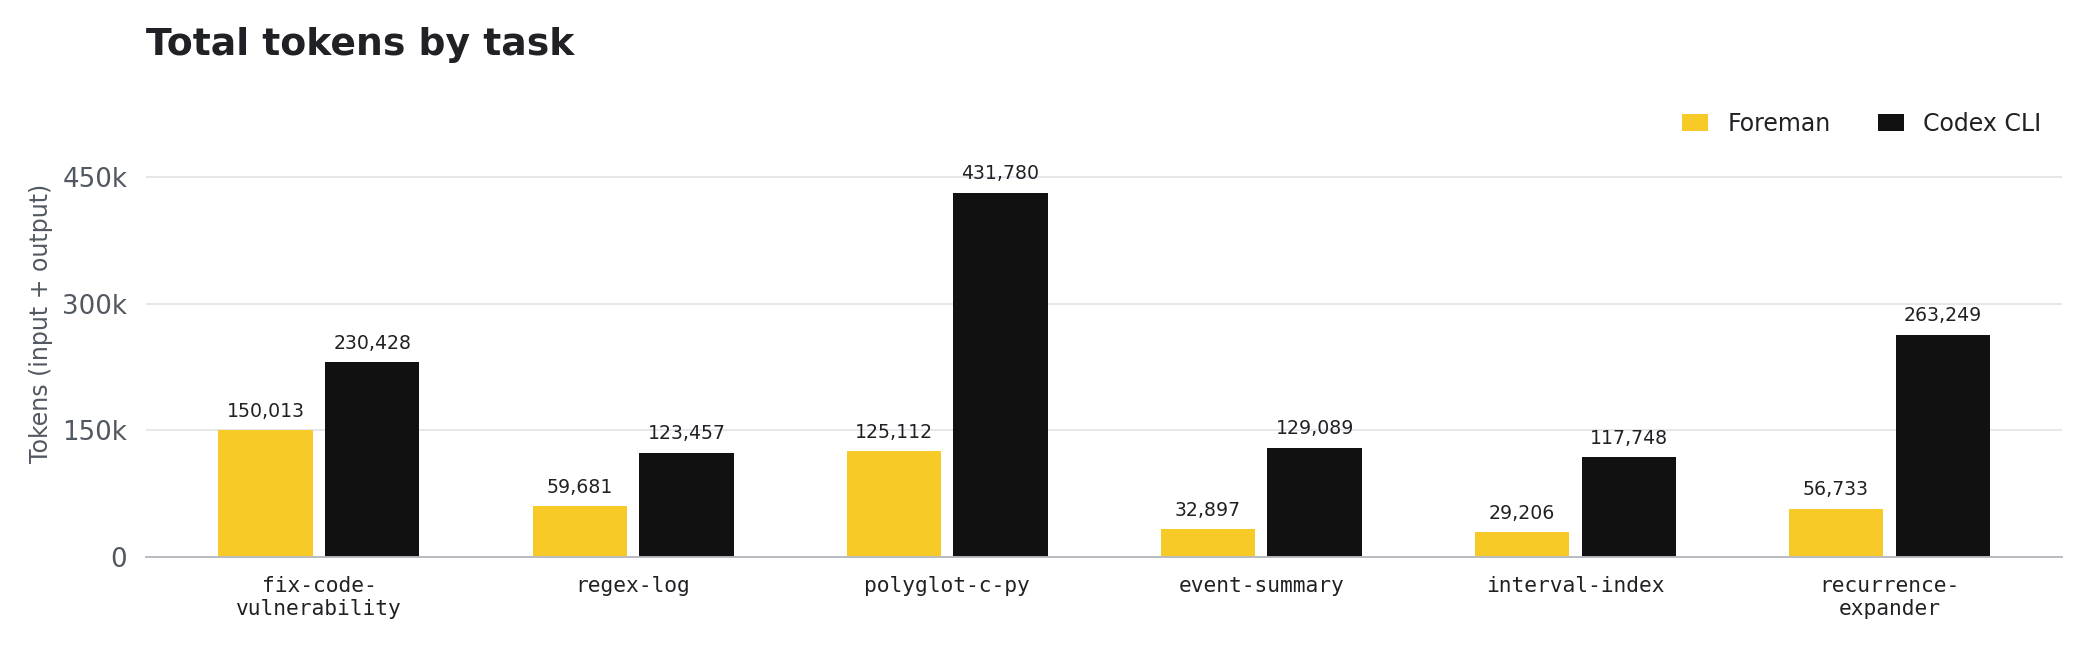 Total tokens by task
Foreman
Codex CLI
Tokens (input + output)
450k
300k
150k
0
150,013
230,428
59,681
123,457
125,112
431,780
32,897
129,089
29,206
117,748
56,733
263,249
fix-code-
vulnerability
regex-log
polyglot-c-py
event-summary
interval-index
recurrence-
expander